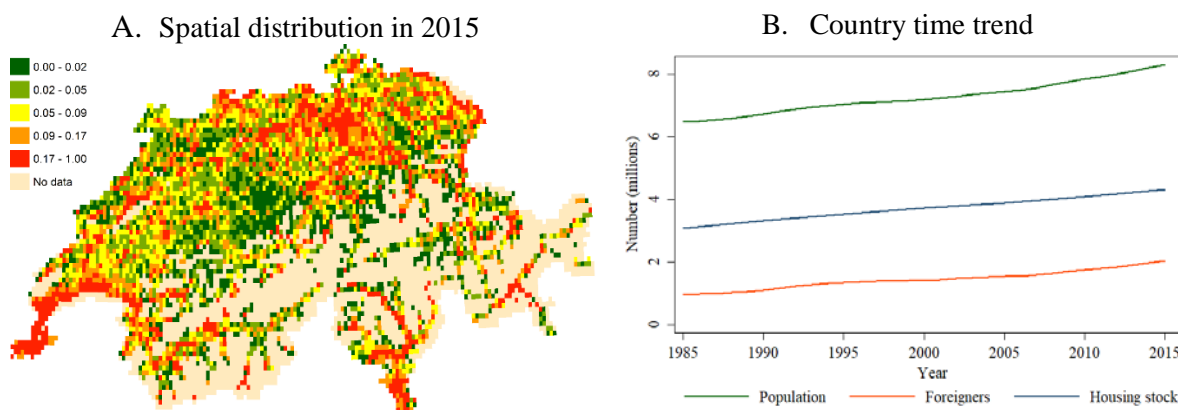 A. Spatial distribution in 2015
0.00 - 0.02
0.02 - 0.05
0.05 - 0.09
0.09 - 0.17
0.17 - 1.00
No data
B. Country time trend
Number (millions)
8
6
4
2
0
1985 1990 1995 2000 2005 2010 2015
Year
Population Foreigners Housing stock